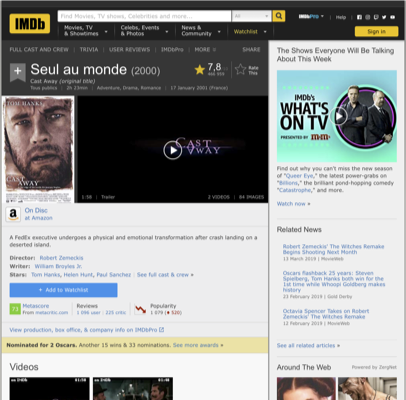 IMDb
Find Movies, TV shows, Celebrities and more...
All
IMDbPro
Help
Movies, TV & Showtimes
Celebs, Events & Photos
News & Community
Watchlist
Sign in
FULL CAST AND CREW | TRIVIA | USER REVIEWS | IMDbPro | MORE
SHARE
Seul au monde (2000)
Cast Away (original title)
Tous publics | 2h 23min | Adventure, Drama, Romance | 17 January 2001 (France)
7,8
Rate This
TOM HANKS
CAST AWAY
CAST AWAY
1:58 | Trailer
2 VIDEOS | 84 IMAGES
On Disc
at Amazon
A FedEx executive undergoes a physical and emotional transformation after crash landing on a
deserted island.
Director: Robert Zemeckis
Writer: William Broyles Jr.
Stars: Tom Hanks, Helen Hunt, Paul Sanchez | See full cast & crew »
+ Add to Watchlist
73
Metascore
From metacritic.com
Reviews
1 096 user | 225 critic
Popularity
View production, box office, & company info on IMDbPro
Nominated for 2 Oscars. Another 15 wins & 33 nominations. See more awards »
Videos
IMDb
IMDb
The Shows Everyone Will Be Talking
About This Week
IMDb's
WHAT'S
ON TV
PRESENTED BY m&m's
Find out why you can't miss the new season
of "Queer Eye," the latest power-grabs on
"Billions," the brilliant pond-hopping comedy
"Catastrophe," and more.
Watch now »
Related News
Robert Zemeckis' The Witches Remake
Begins Shooting Next Month
13 March 2019 | MovieWeb
Oscars flashback 25 years: Steven
Spielberg, Tom Hanks both win for the
1st time while Whoopi Goldberg makes
history
23 February 2019 | Gold Derby
Octavia Spencer Takes on Robert
Zemeckis' The Witches Remake
12 February 2019 | MovieWeb
See all related articles »
Around The Web
Powered by ZergNet